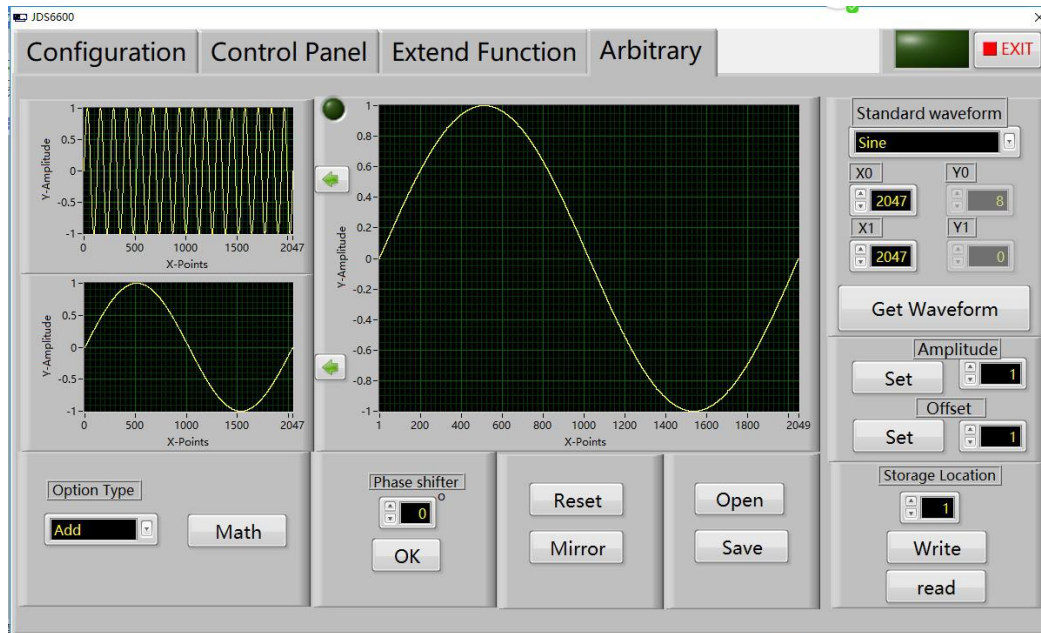 JDS6600
Configuration
Control Panel
Extend Function
Arbitrary
EXIT
1
0.5
0
-0.5
-1
Y-Amplitude
0 500 1000 1500 2047
X-Points
1
0.5
0
-0.5
-1
Y-Amplitude
0 500 1000 1500 2047
X-Points
1
0.8
0.6
0.4
0.2
0
-0.2
-0.4
-0.6
-0.8
-1
Y-Amplitude
1 200 400 600 800 1000 1200 1400 1600 1800 2049
X-Points
Standard waveform
Sine
X0 Y0
2047 8
X1 Y1
2047 0
Get Waveform
Amplitude
Set 1
Offset
Set 1
Option Type
Add
Math
Phase shifter
0 o
OK
Reset
Mirror
Open
Save
Storage Location
1
Write
read